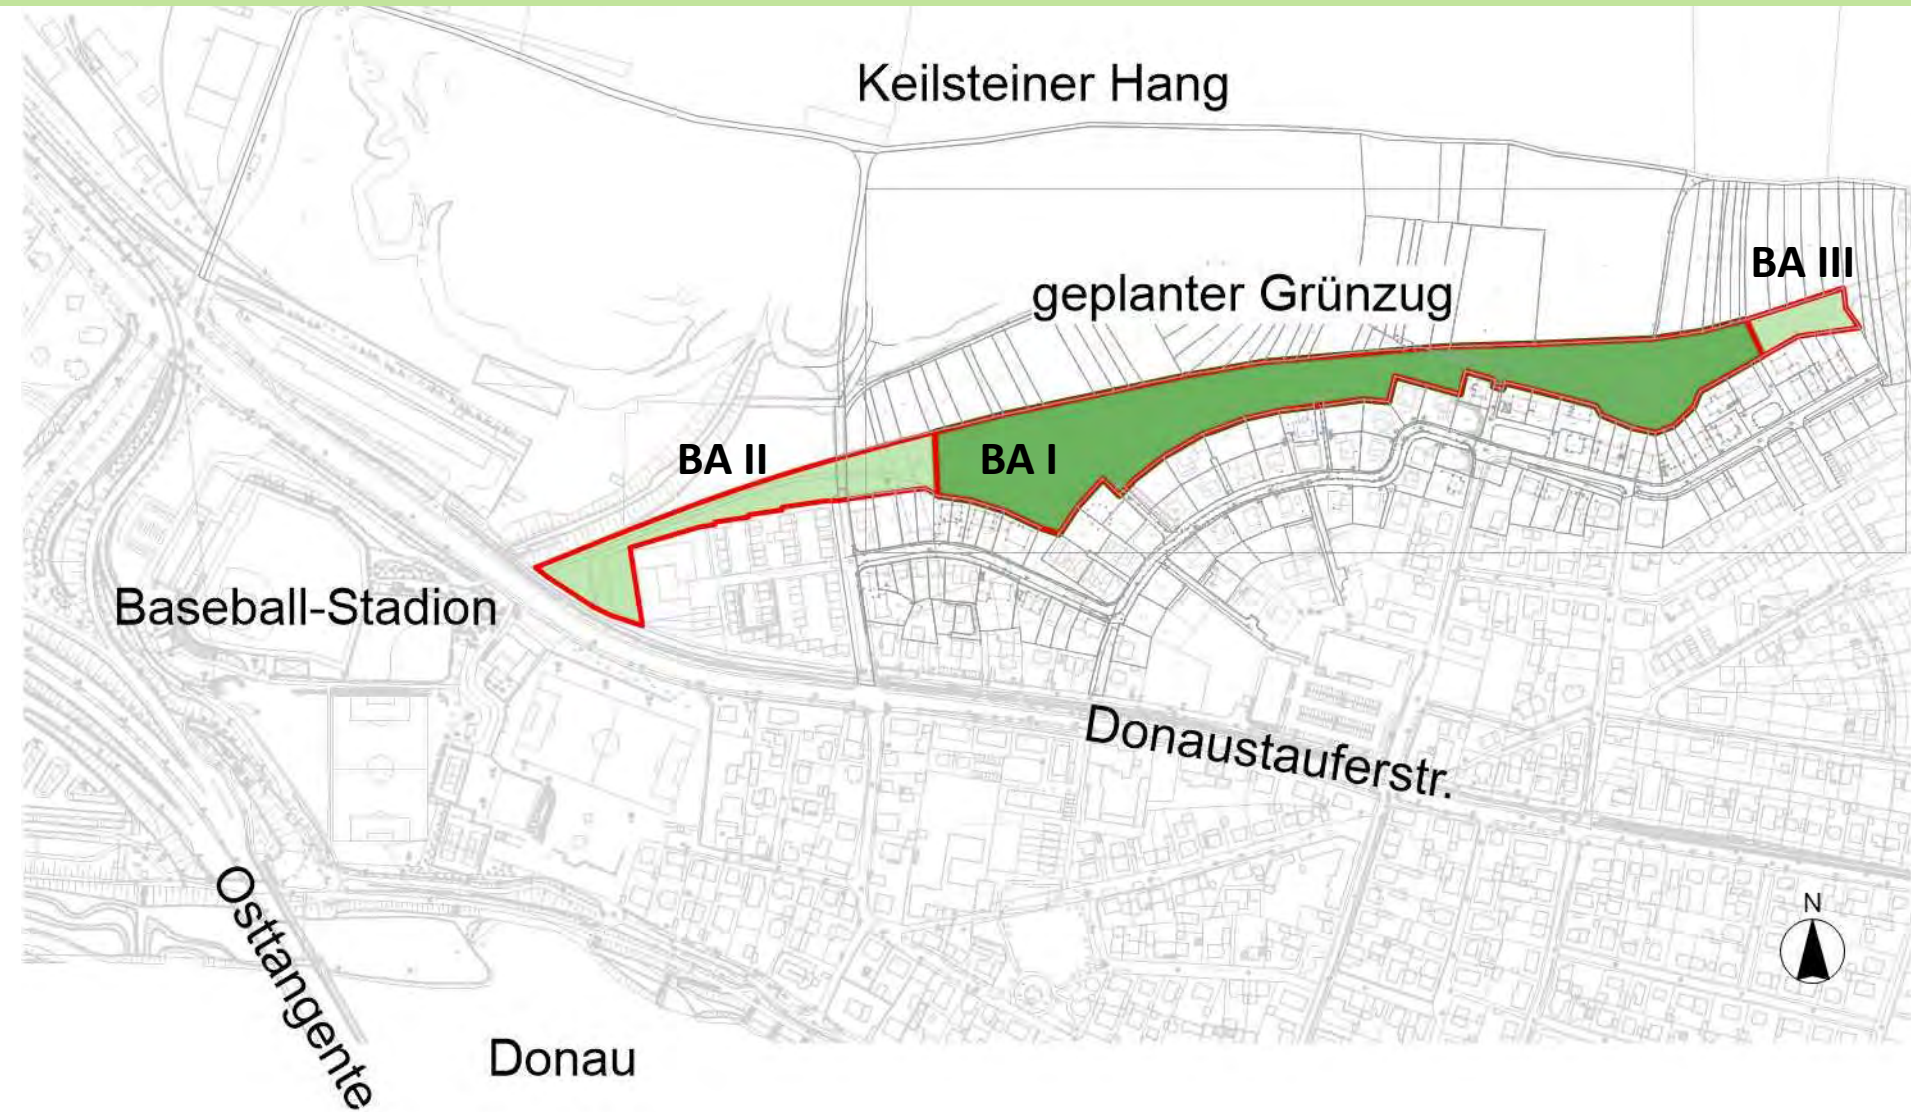 Keilsteiner Hang
BA III
geplanter Grünzug
BA II
BA I
Baseball-Stadion
Donaustauferstr.
Osttangente
N
Donau